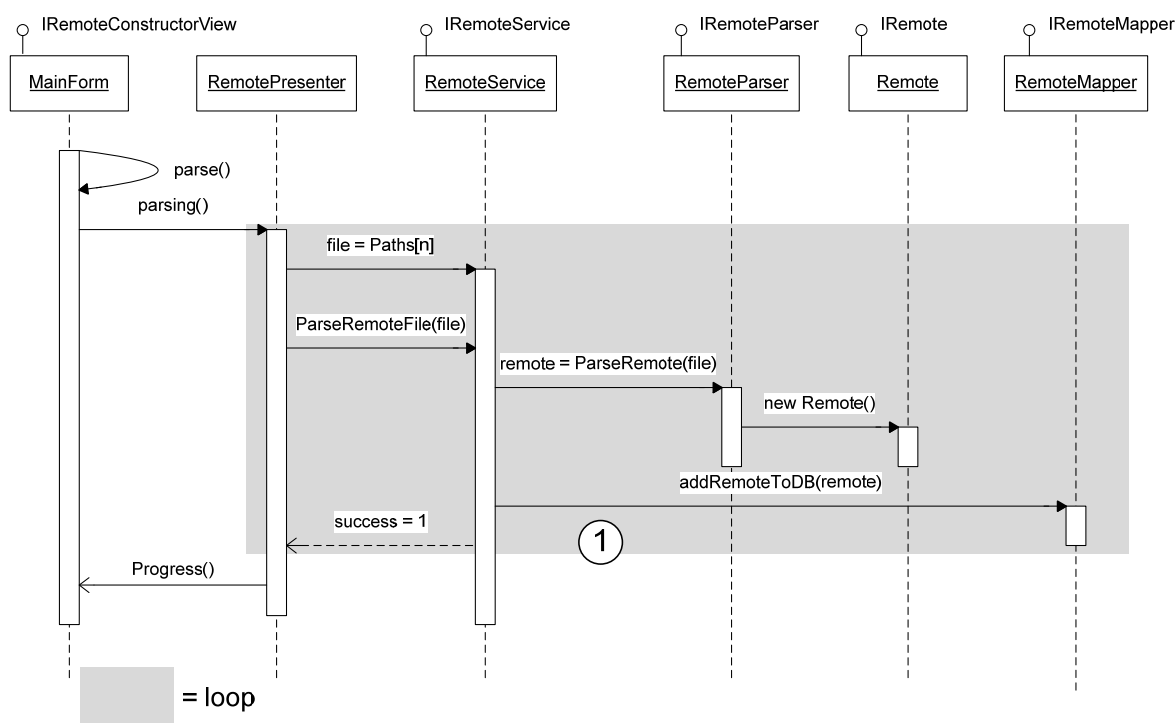 IRemoteConstructorView
IRemoteService
IRemoteParser
IRemote
IRemoteMapper
MainForm
RemotePresenter
RemoteService
RemoteParser
Remote
RemoteMapper
parse()
parsing()
file = Paths[n]
ParseRemoteFile(file)
remote = ParseRemote(file)
new Remote()
addRemoteToDB(remote)
success = 1
1
Progress()
= loop